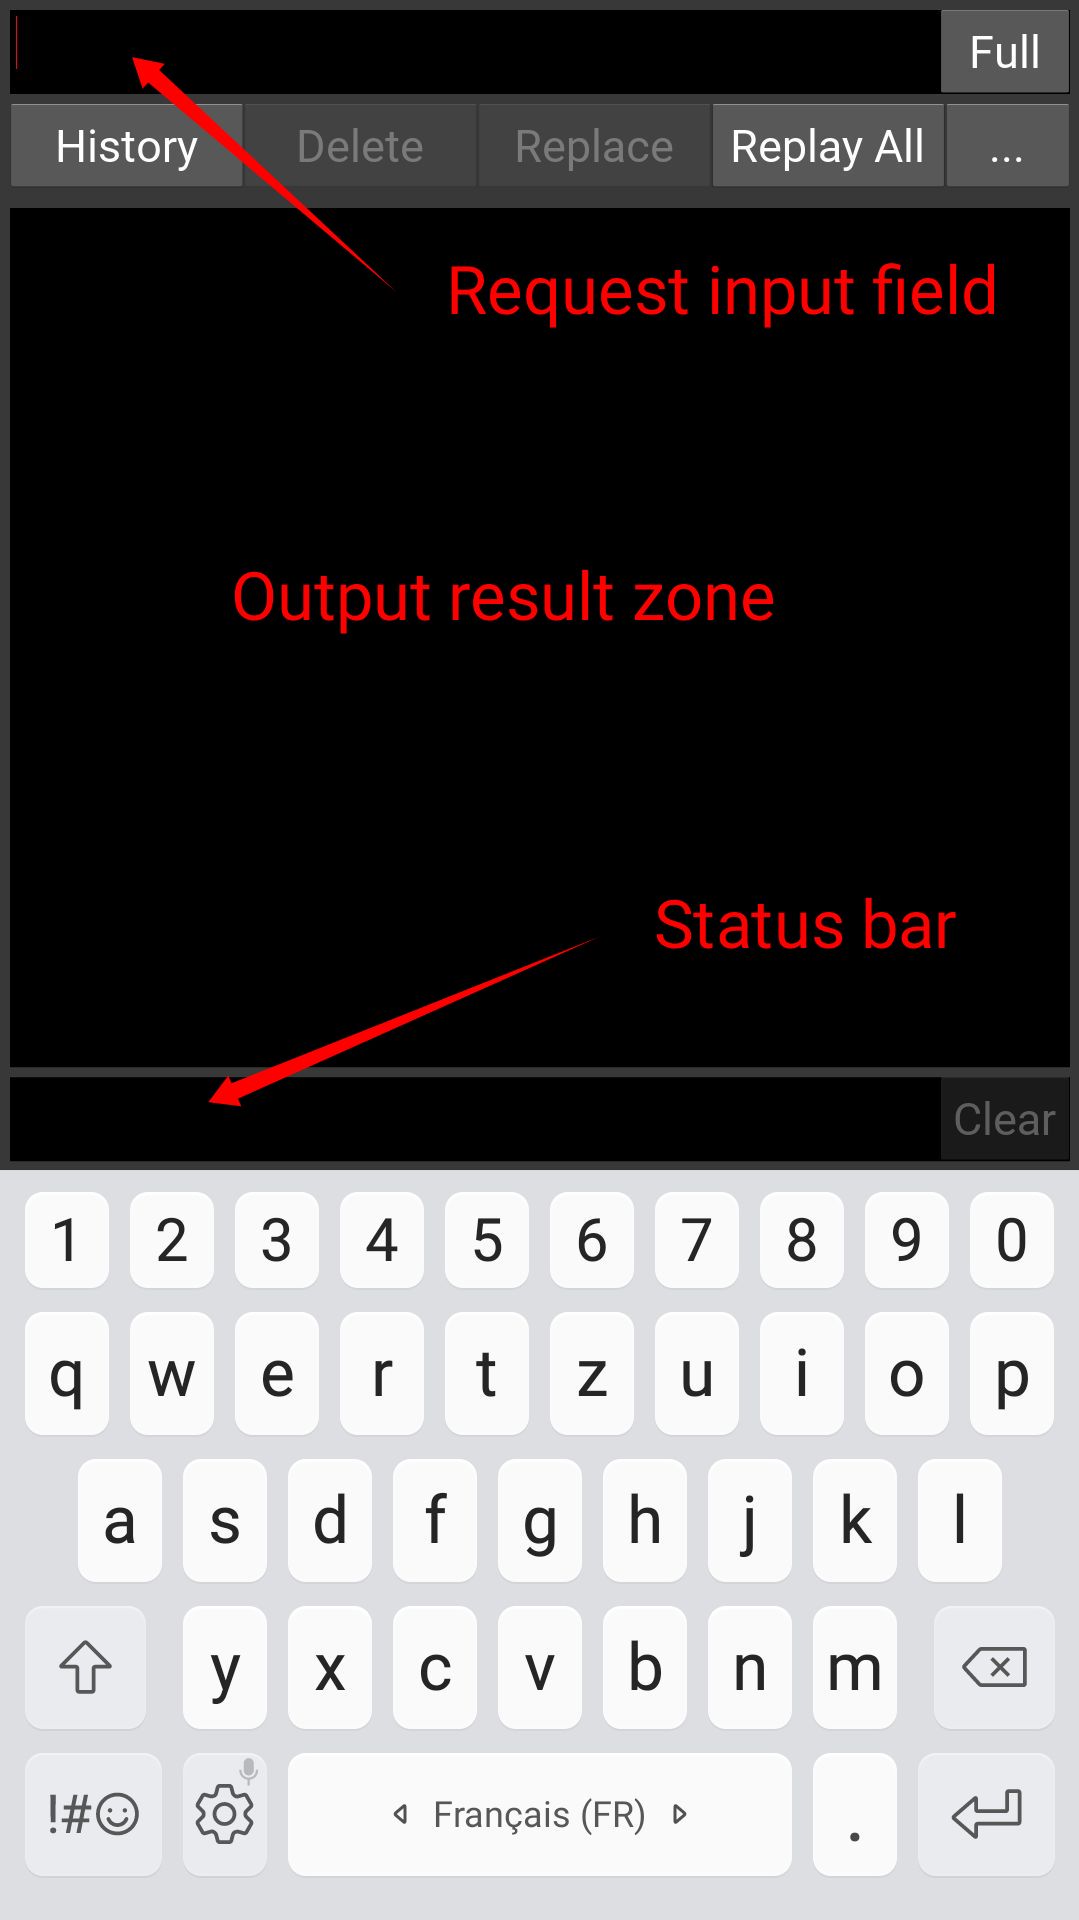 Full
History Delete Replace Replay All ...
Request input field
Output result zone
Status bar
Clear
1 2 3 4 5 6 7 8 9 0
q w e r t z u i o p
a s d f g h j k l
y x c v b n m
!#☺ Français (FR) .